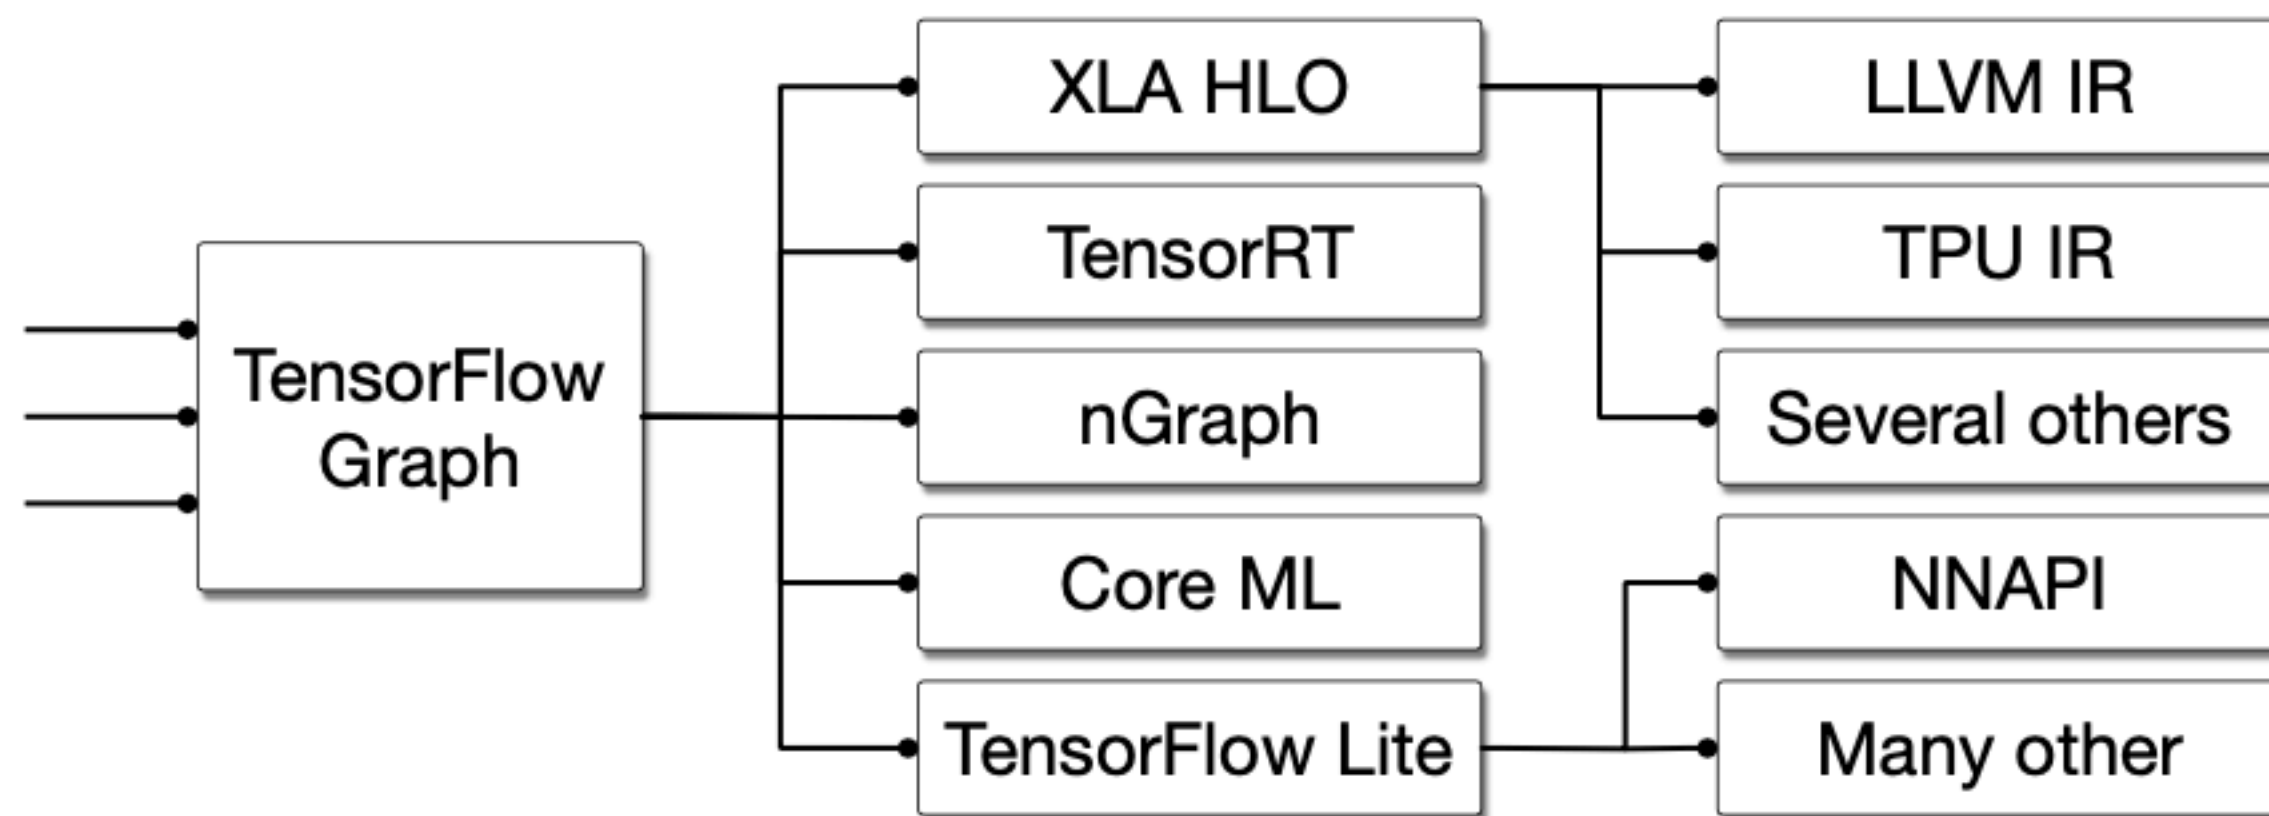 TensorFlow
Graph
XLA HLO
TensorRT
nGraph
Core ML
TensorFlow Lite
LLVM IR
TPU IR
Several others
NNAPI
Many other